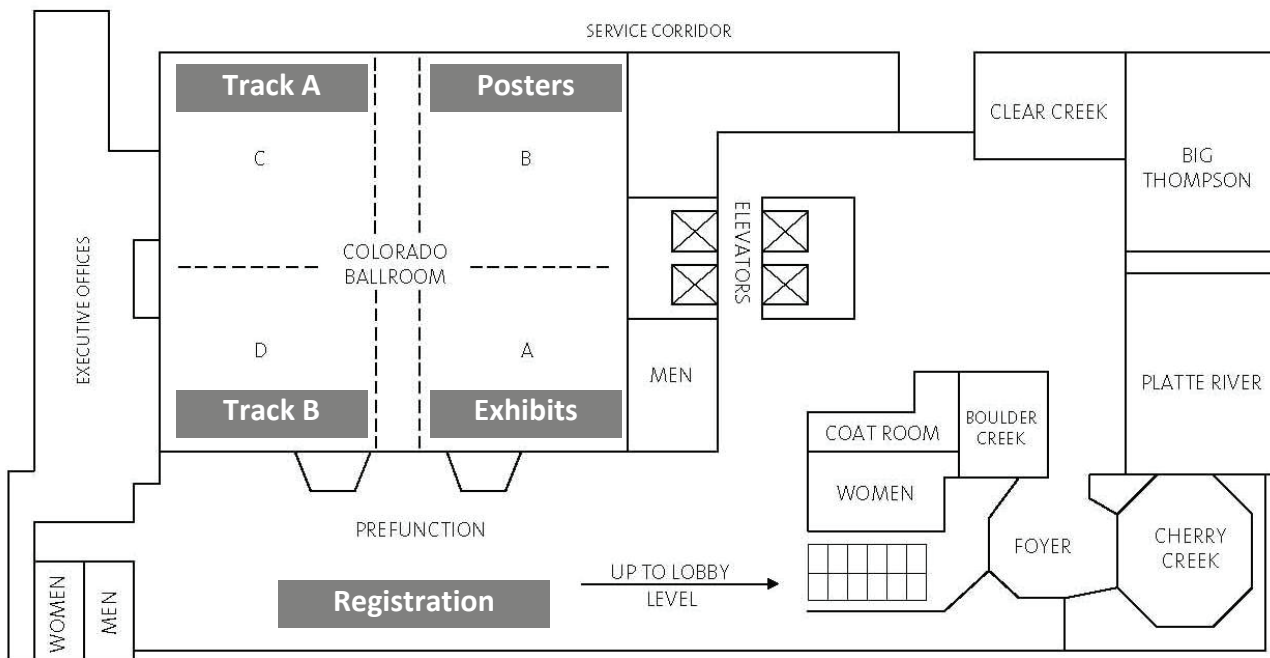 SERVICE CORRIDOR
Track A
Posters
CLEAR CREEK
C
B
BIG
THOMPSON
EXECUTIVE OFFICES
COLORADO
BALLROOM
ELEVATORS
D
A
MEN
PLATTE RIVER
Track B
Exhibits
COAT ROOM
BOULDER
CREEK
WOMEN
PREFUNCTION
FOYER
CHERRY
CREEK
UP TO LOBBY
LEVEL
Registration
WOMEN
MEN